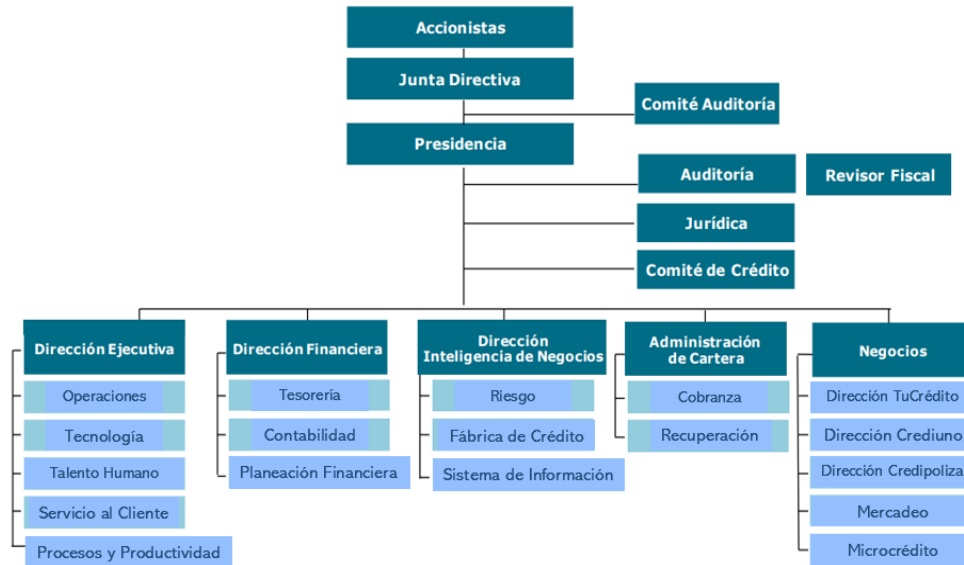 Accionistas
Junta Directiva
Comité Auditoría
Presidencia
Auditoría
Revisor Fiscal
Jurídica
Comité de Crédito
Dirección Ejecutiva
Operaciones
Tecnología
Talento Humano
Servicio al Cliente
Procesos y Productividad
Dirección Financiera
Tesorería
Contabilidad
Planeación Financiera
Dirección
Inteligencia de Negocios
Riesgo
Fábrica de Crédito
Sistema de Información
Administración
de Cartera
Cobranza
Recuperación
Negocios
Dirección TuCrédito
Dirección Crediuno
Dirección Credipoliza
Mercadeo
Microcrédito